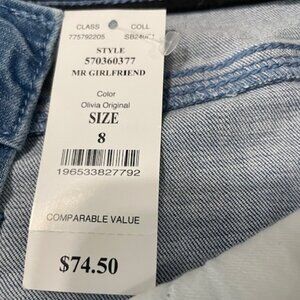 CLASS COLL
775792205
STYLE
570360377
MR GIRLFRIEND
Color
Olivia Original
SIZE
8
196533827792
COMPARABLE VALUE
$74.50